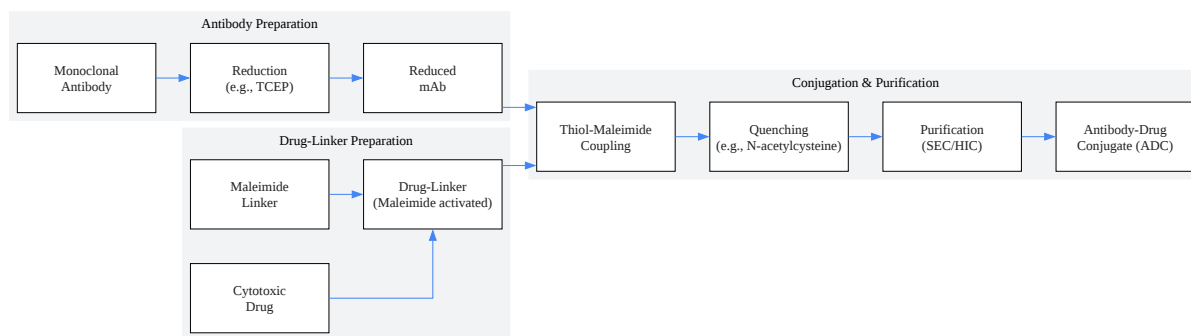 Antibody Preparation
Monoclonal
Antibody
Reduction
(e.g., TCEP)
Reduced
mAb
Drug-Linker Preparation
Maleimide
Linker
Drug-Linker
(Maleimide activated)
Cytotoxic
Drug
Conjugation & Purification
Thiol-Maleimide
Coupling
Quenching
(e.g., N-acetylcysteine)
Purification
(SEC/HIC)
Antibody-Drug
Conjugate (ADC)